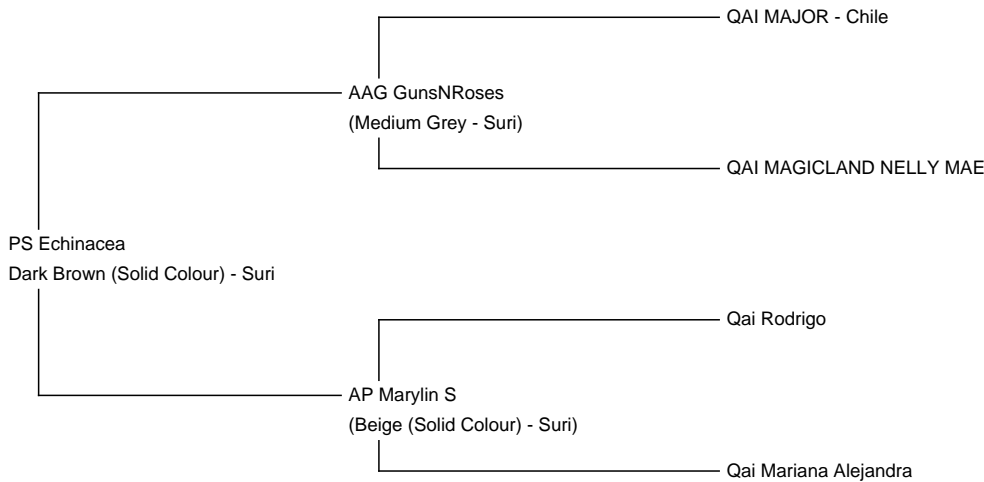 QAI MAJOR - Chile
AAG GunsNRoses
(Medium Grey - Suri)
QAI MAGICLAND NELLY MAE
PS Echinacea
Dark Brown (Solid Colour) - Suri
Qai Rodrigo
AP Marylin S
(Beige (Solid Colour) - Suri)
Qai Mariana Alejandra